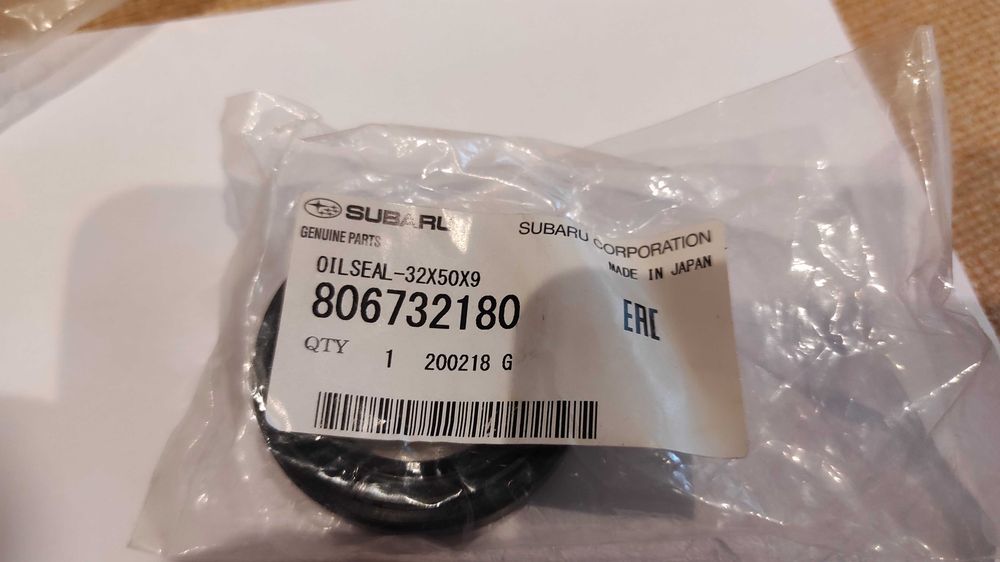 SUBARU
GENUINE PARTS
SUBARU CORPORATION
MADE IN JAPAN
OILSEAL-32X50X9
806732180
EAC
QTY 1 200218 G